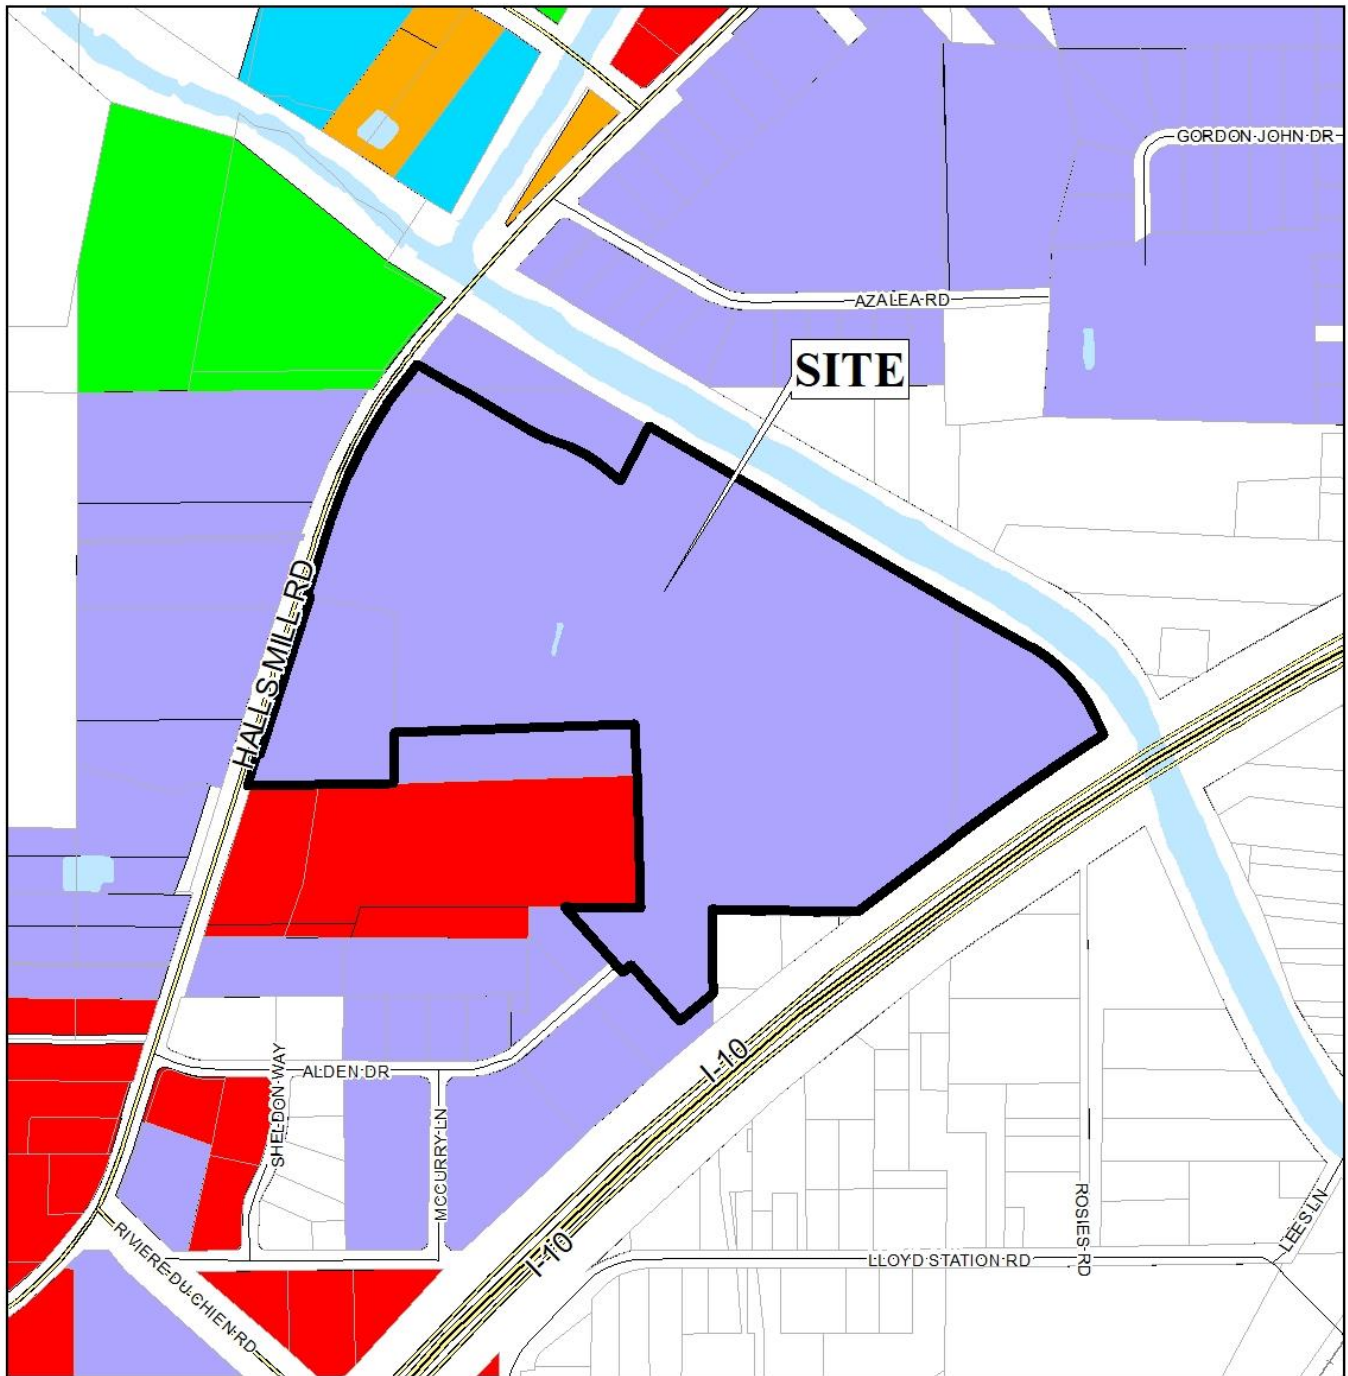 GORDON JOHN DR
AZALEA RD
SITE
HALLS MILL RD
I-10
ALDEN DR
SHELDON WAY
MCCURRY LN
I-10
RIVIERE DU CHIEN RD
LLOYD STATION RD
ROSIES RD
LEES LN